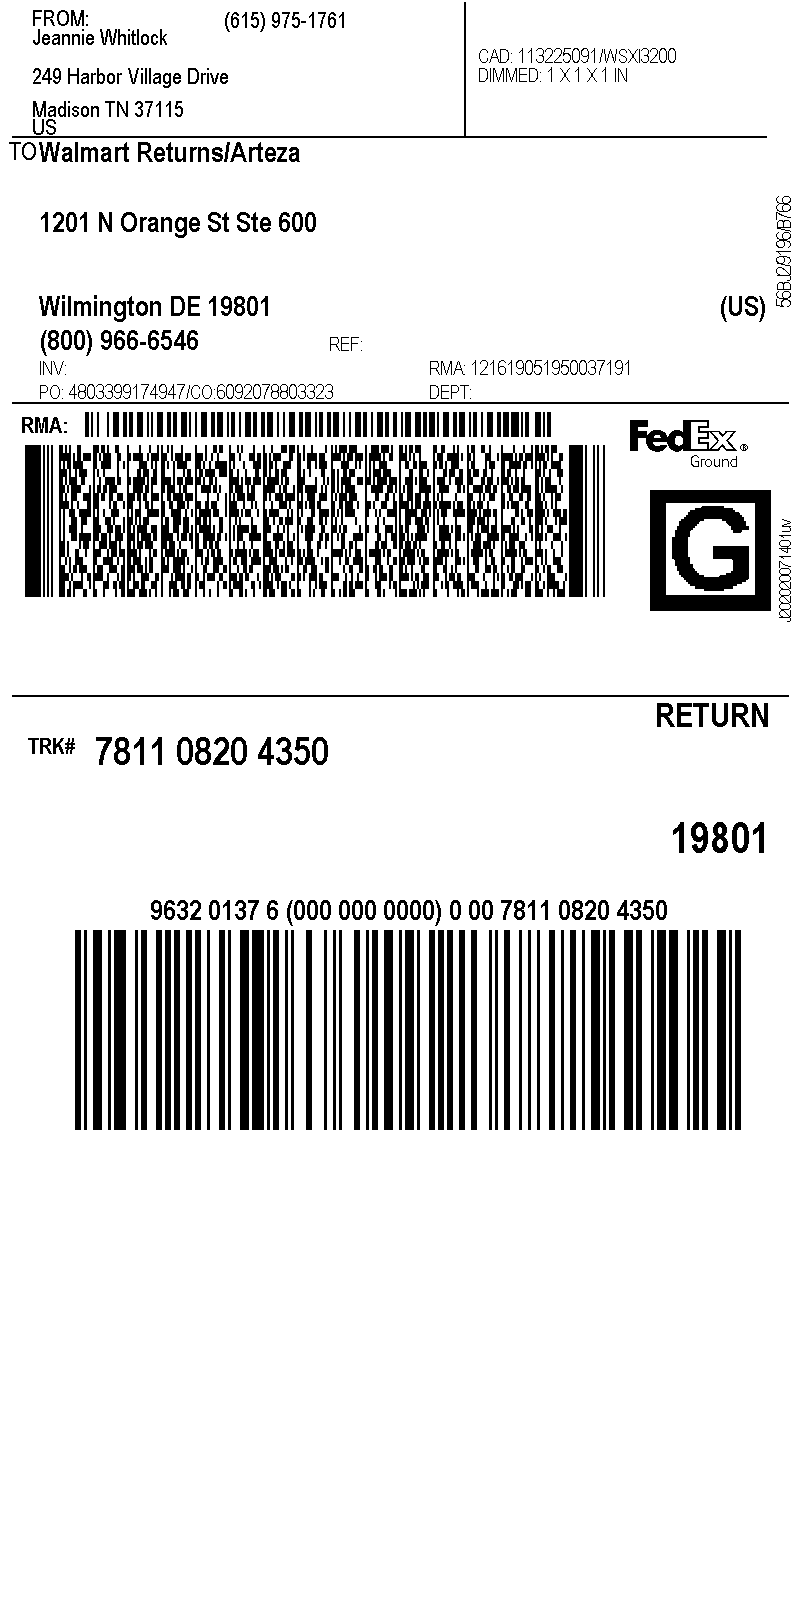 FROM: (615) 975-1761
Jeannie Whitlock
249 Harbor Village Drive
Madison TN 37115
US
CAD: 113225091/WSXI3200
DIMMED: 1 X 1 X 1 IN
TO Walmart Returns/Arteza
1201 N Orange St Ste 600
Wilmington DE 19801 (US)
(800) 966-6546 REF:
INV: RMA: 121619051950037191
PO: 4803399174947/CO:6092078803323 DEPT:
56BJ2/9196/B766
RMA:
FedEx®
Ground
G
J202020071401uv
RETURN
TRK# 7811 0820 4350
19801
9632 0137 6 (000 000 0000) 0 00 7811 0820 4350